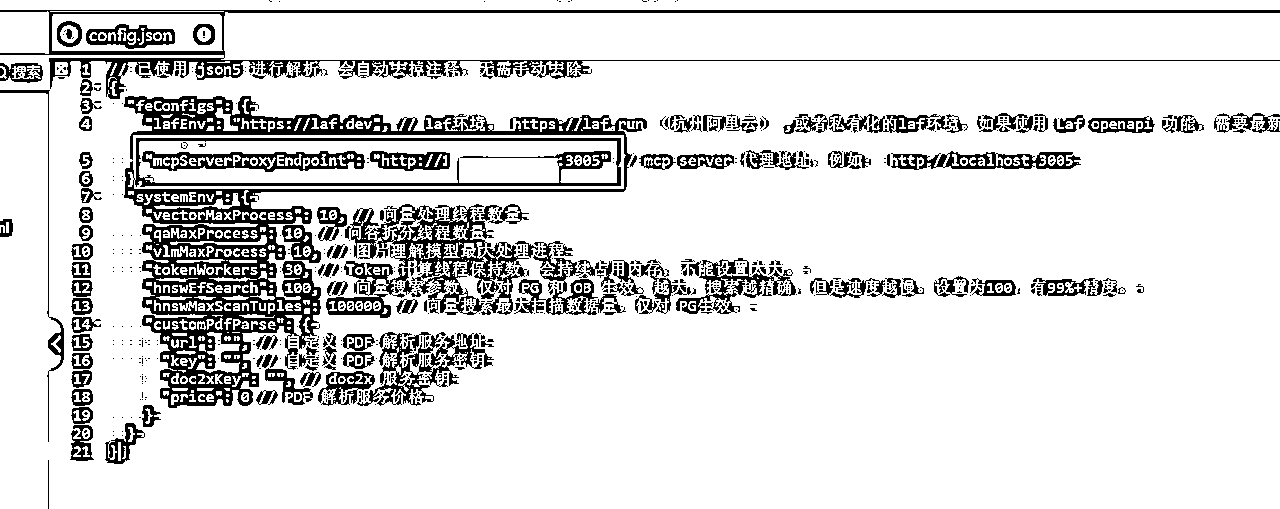 config.json
搜索
1 // 已使用 json5 进行解析，会自动去掉注释，无需手动去除
2 {
3 "feConfigs": {
4 "lafEnv": "https://laf.dev", // laf环境。 https://laf.run （杭州阿里云） ,或者私有化的laf环境。如果使用 Laf openapi 功能，需要最新
5 "mcpServerProxyEndpoint": "http://1 :3005" // mcp server 代理地址，例如： http://localhost:3005
6 },
7 "systemEnv": {
8 "vectorMaxProcess": 10, // 向量处理线程数量
9 "qaMaxProcess": 10, // 问答拆分线程数量
10 "vlmMaxProcess": 10, // 图片理解模型最大处理进程
11 "tokenWorkers": 30, // Token 计算线程保持数，会持续占用内存，不能设置太大。
12 "hnswEfSearch": 100, // 向量搜索参数，仅对 PG 和 OB 生效。越大，搜索越精确，但是速度越慢。设置为100，有99%+精度。
13 "hnswMaxScanTuples": 100000, // 向量搜索最大扫描数据量，仅对 PG生效。
14 "customPdfParse": {
15 "url": "", // 自定义 PDF 解析服务地址
16 "key": "", // 自定义 PDF 解析服务密钥
17 "doc2xKey": "", // doc2x 服务密钥
18 "price": 0 // PDF 解析服务价格
19 }
20 }
21 }